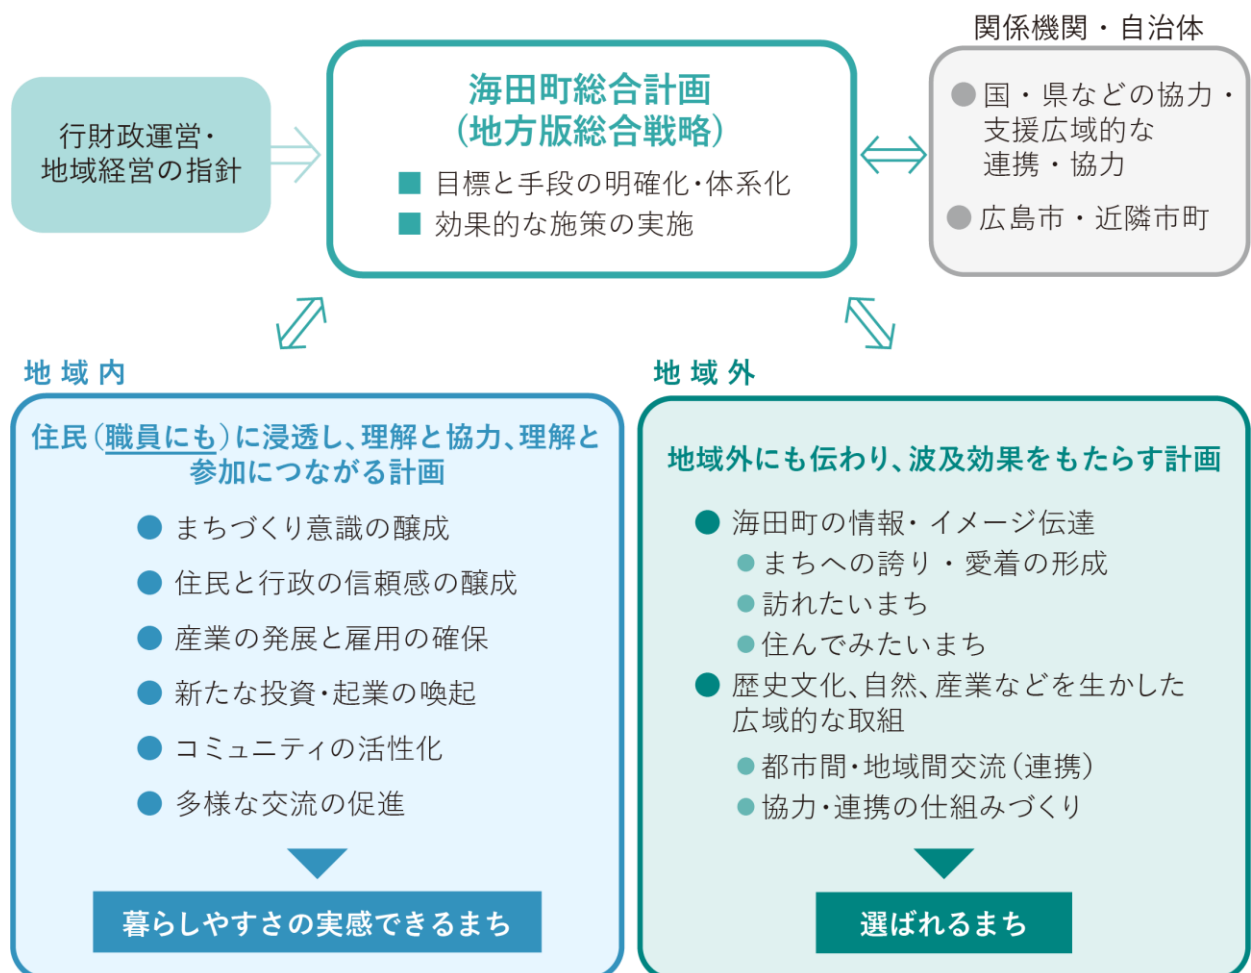 行財政運営・
地域経営の指針
海田町総合計画
(地方版総合戦略)
■ 目標と手段の明確化・体系化
■ 効果的な施策の実施
関係機関・自治体
● 国・県などの協力・
支援広域的な
連携・協力
● 広島市・近隣市町
地域内
住民(職員にも)に浸透し、理解と協力、理解と
参加につながる計画
● まちづくり意識の醸成
● 住民と行政の信頼感の醸成
● 産業の発展と雇用の確保
● 新たな投資・起業の喚起
● コミュニティの活性化
● 多様な交流の促進
暮らしやすさの実感できるまち
地域外
地域外にも伝わり、波及効果をもたらす計画
● 海田町の情報・イメージ伝達
● まちへの誇り・愛着の形成
● 訪れたいまち
● 住んでみたいまち
● 歴史文化、自然、産業などを生かした
広域的な取組
● 都市間・地域間交流(連携)
● 協力・連携の仕組みづくり
選ばれるまち